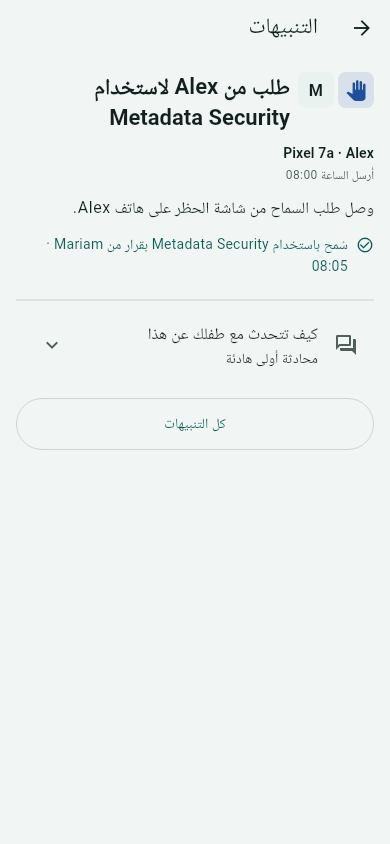 التنبيهات
M
طلب من Alex لاستخدام
Metadata Security
Pixel 7a · Alex
أرسل الساعة 08:00
وصل طلب السماح من شاشة الحظر على هاتف Alex.
سُمح باستخدام Metadata Security بقرار من Mariam ·
08:05
كيف تتحدث مع طفلك عن هذا
محادثة أولى هادئة
كل التنبيهات